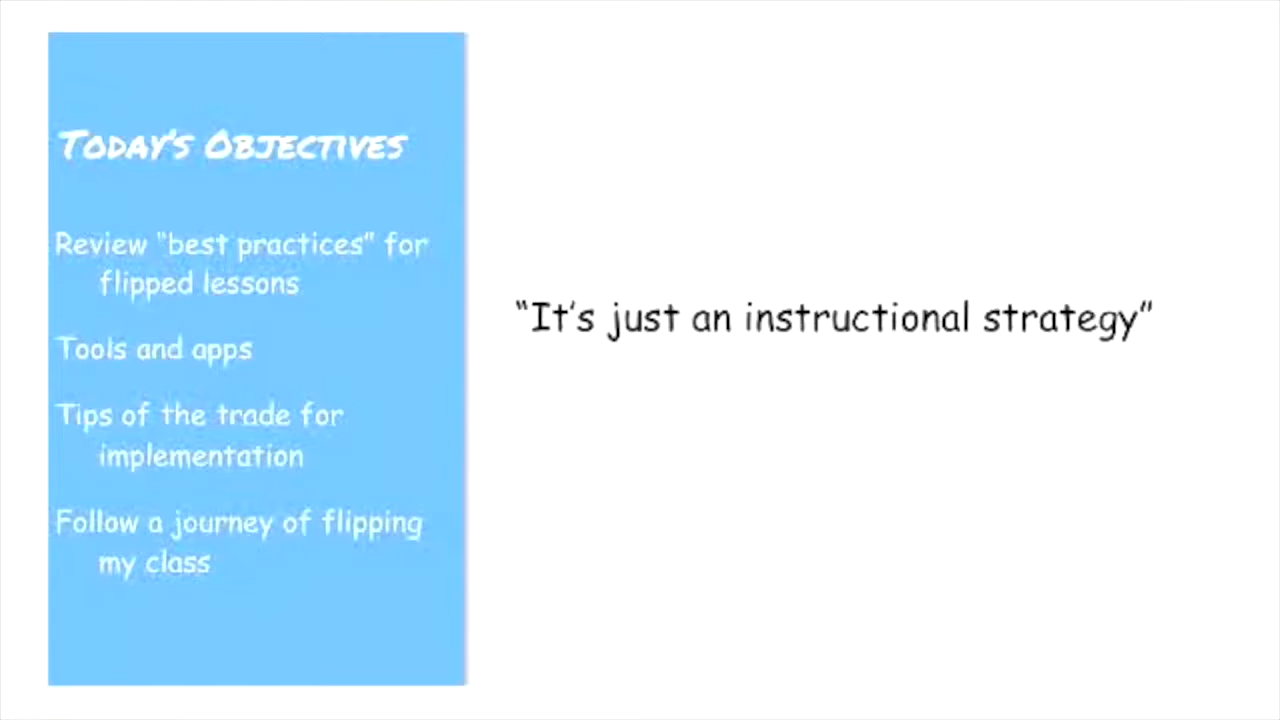 Today's Objectives
Review “best practices” for
flipped lessons
Tools and apps
Tips of the trade for
implementation
Follow a journey of flipping
my class
“It's just an instructional strategy”